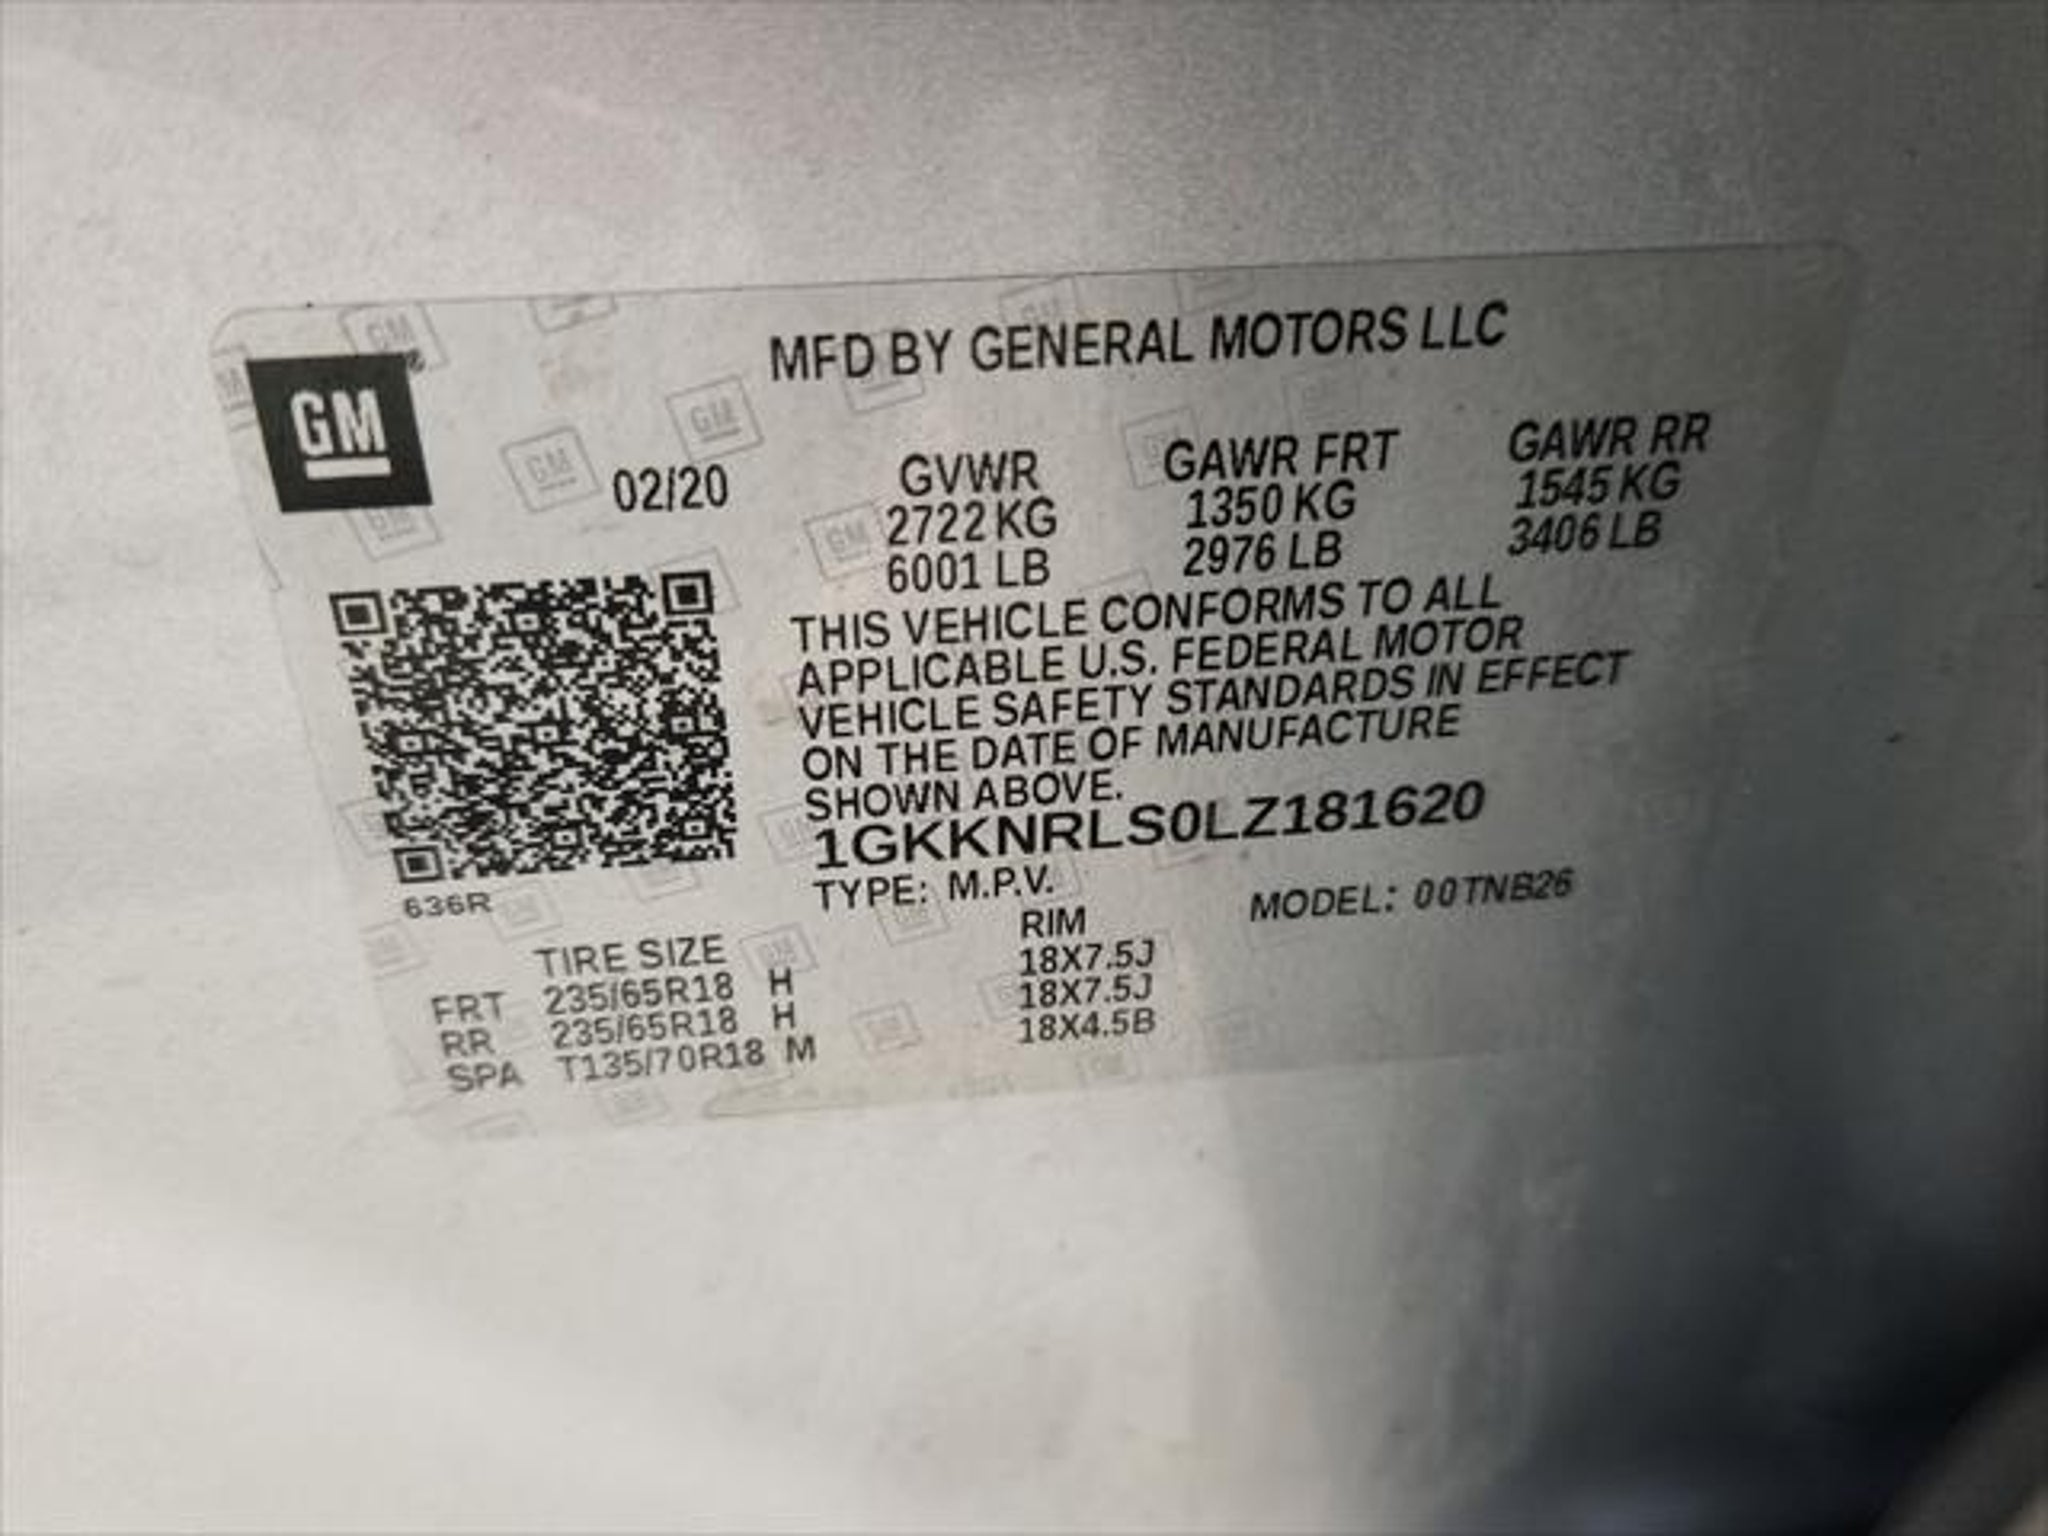 GM
MFD BY GENERAL MOTORS LLC
02/20
GVWR GAWR FRT GAWR RR
2722 KG 1350 KG 1545 KG
6001 LB 2976 LB 3406 LB
THIS VEHICLE CONFORMS TO ALL
APPLICABLE U.S. FEDERAL MOTOR
VEHICLE SAFETY STANDARDS IN EFFECT
ON THE DATE OF MANUFACTURE
SHOWN ABOVE.
1GKKNRLS0LZ181620
636R
TYPE: M.P.V. MODEL: 00TNB26
TIRE SIZE RIM
FRT 235/65R18 H 18X7.5J
RR 235/65R18 H 18X7.5J
SPA T135/70R18 M 18X4.5B